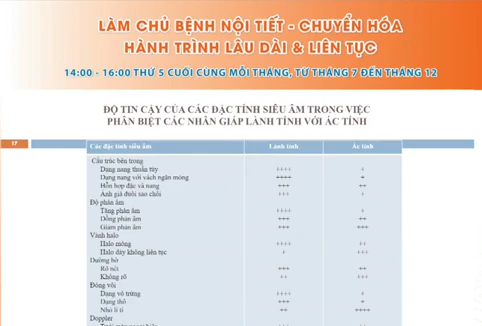 LÀM CHỦ BỆNH NỘI TIẾT - CHUYỂN HÓA
HÀNH TRÌNH LÂU DÀI & LIÊN TỤC
14:00 - 16:00 THỨ 5 CUỐI CÙNG MỖI THÁNG, TỪ THÁNG 7 ĐẾN THÁNG 12
ĐỘ TIN CẬY CỦA CÁC ĐẶC TÍNH SIÊU ÂM TRONG VIỆC
PHÂN BIỆT CÁC NHÂN GIÁP LÀNH TÍNH VỚI ÁC TÍNH
17
Các đặc tính siêu âm Lành tính Ác tính
Cấu trúc bên trong
Dạng nang thuần túy ++++ +
Dạng nang với vách ngăn mỏng ++++ +
Hỗn hợp đặc và nang +++ ++
Ảnh giả đuôi sao chổi +++ +
Độ phản âm
Tăng phản âm ++++ +
Đồng phản âm +++ ++
Giảm phản âm +++ +++
Vành halo
Halo mỏng ++++ ++
Halo dày không liên tục + +++
Đường bờ
Rõ nét +++ ++
Không rõ ++ +++
Đóng vôi
Dạng vỏ trứng ++++ +
Dạng thô +++ +
Nhỏ li ti ++ ++++
Doppler